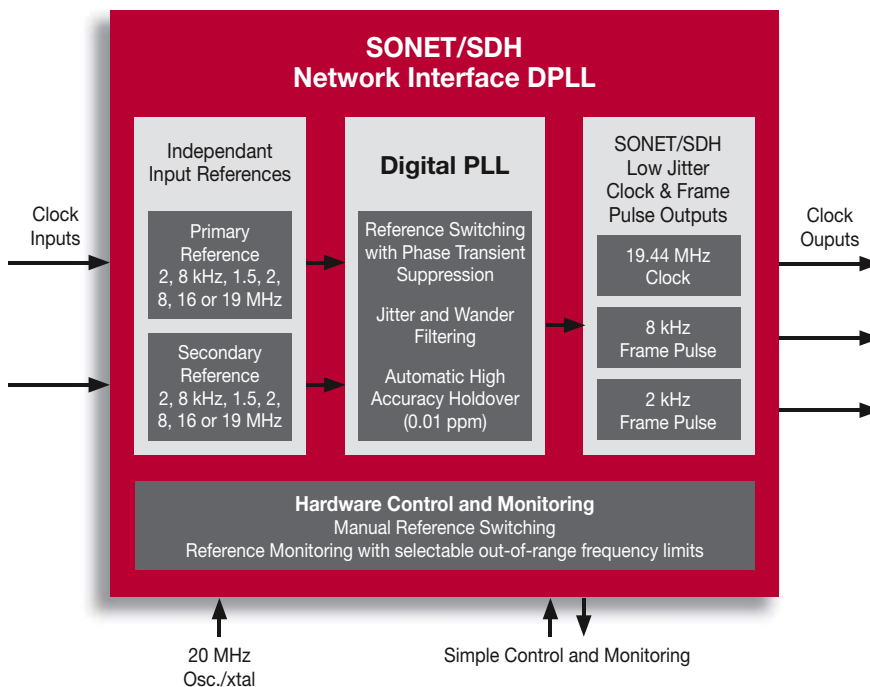 SONET/SDH
Network Interface DPLL
Clock
Inputs
Independant
Input References
Primary
Reference
2, 8 kHz, 1.5, 2,
8, 16 or 19 MHz
Secondary
Reference
2, 8 kHz, 1.5, 2,
8, 16 or 19 MHz
Digital PLL
Reference Switching
with Phase Transient
Suppression
Jitter and Wander
Filtering
Automatic High
Accuracy Holdover
(0.01 ppm)
SONET/SDH
Low Jitter
Clock & Frame
Pulse Outputs
19.44 MHz
Clock
8 kHz
Frame Pulse
2 kHz
Frame Pulse
Clock
Ouputs
Hardware Control and Monitoring
Manual Reference Switching
Reference Monitoring with selectable out-of-range frequency limits
20 MHz
Osc./xtal
Simple Control and Monitoring